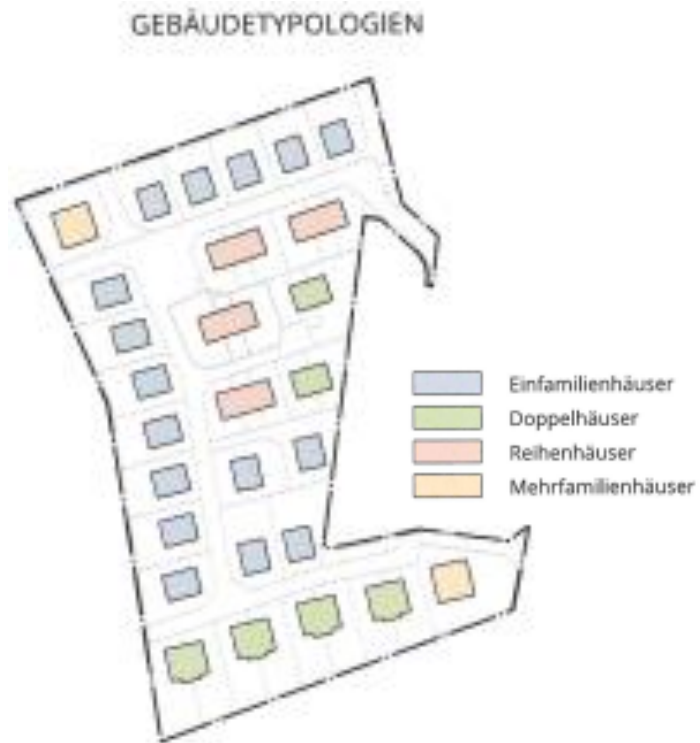 GEBÄUDETYPOLOGIEN
Einfamilienhäuser
Doppelhäuser
Reihenhäuser
Mehrfamilienhäuser